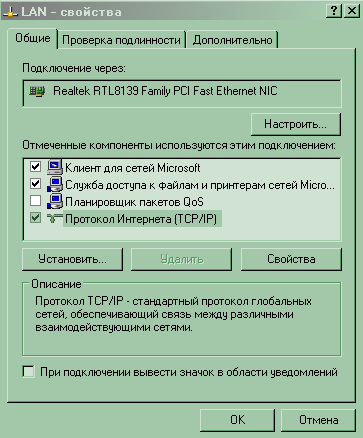 LAN - свойства
Общие
Проверка подлинности
Дополнительно
Подключение через:
Realtek RTL8139 Family PCI Fast Ethernet NIC
Настроить...
Отмеченные компоненты используются этим подключением:
Клиент для сетей Microsoft
Служба доступа к файлам и принтерам сетей Micro...
Планировщик пакетов QoS
Протокол Интернета (TCP/IP)
Установить...
Удалить
Свойства
Описание
Протокол TCP/IP - стандартный протокол глобальных
сетей, обеспечивающий связь между различными
взаимодействующими сетями.
При подключении вывести значок в области уведомлений
OK
Отмена